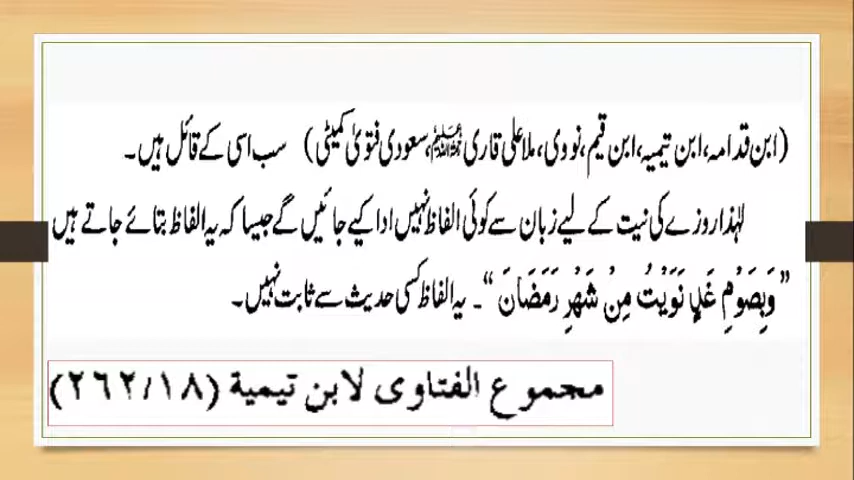 (ابن قدامہ، ابن تیمیہ، ابن قیم، نووی، ملا علی قاری، سعودی فتویٰ کمیٹی) سب اسی کے قائل ہیں۔
لہٰذا روزے کی نیت کے لیے زبان سے کوئی الفاظ نہیں ادا کیے جائیں گے جیسا کہ یہ الفاظ بتائے جاتے ہیں
”وَبِصَوْمِ غَدٍ نَوَيْتُ مِنْ شَهْرِ رَمَضَانَ“۔ یہ الفاظ کسی حدیث سے ثابت نہیں۔
مجموع الفتاوى لابن تيمية (٢٦٢/١٨)